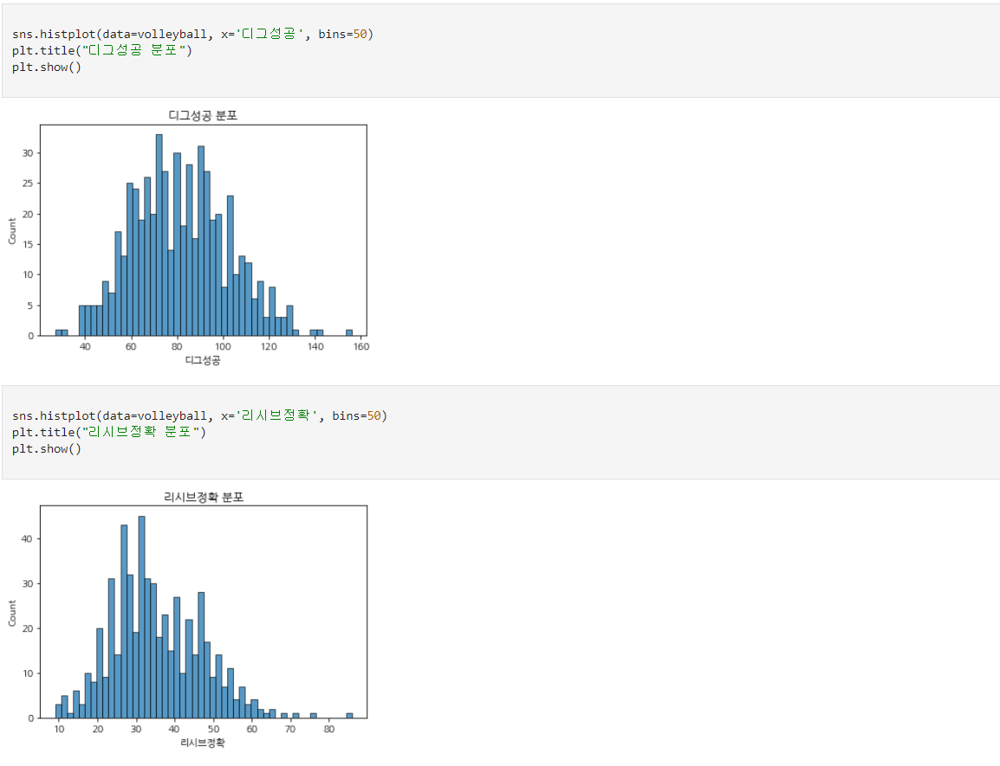 sns.histplot(data=volleyball, x='디그성공', bins=50)
plt.title("디그성공 분포")
plt.show()
디그성공 분포
30
25
20
15
10
5
0
Count
40 60 80 100 120 140 160
디그성공
sns.histplot(data=volleyball, x='리시브정확', bins=50)
plt.title("리시브정확 분포")
plt.show()
리시브정확 분포
40
30
20
10
0
Count
10 20 30 40 50 60 70 80
리시브정확